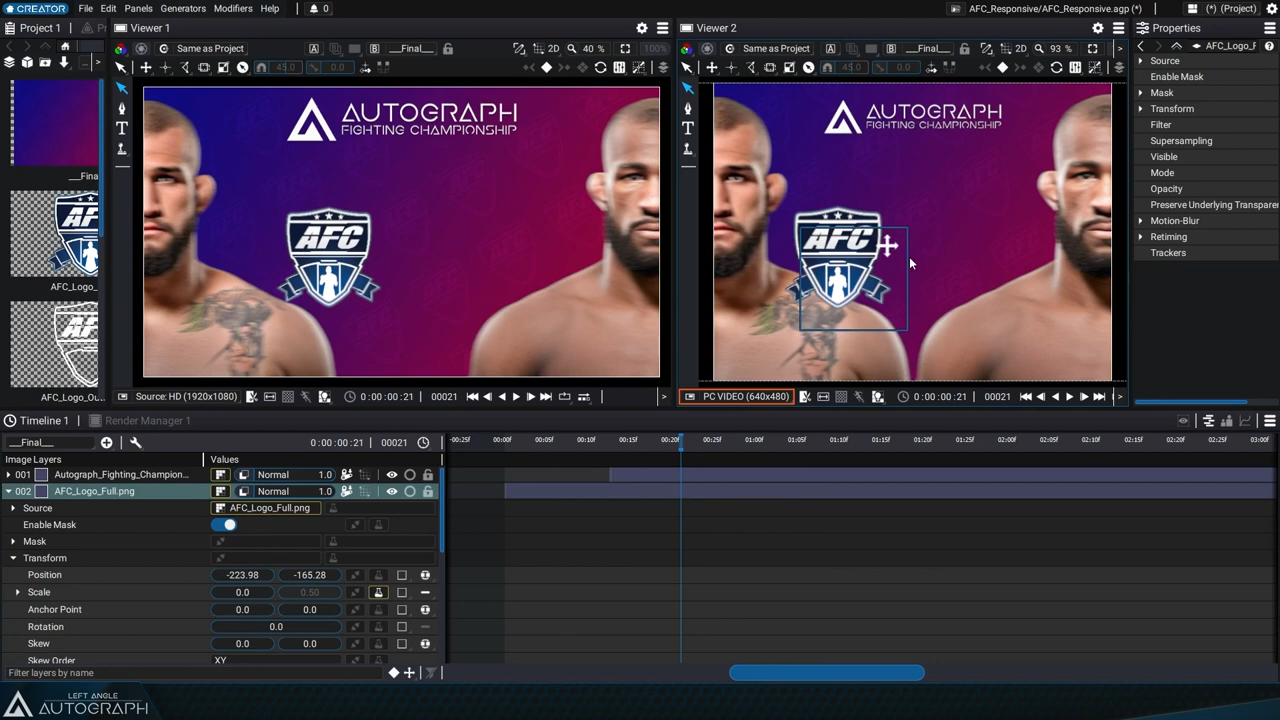 CREATOR File Edit Panels Generators Modifiers Help 0 AFC_Responsive/AFC_Responsive.agp (*) (Project)
Project 1
___Fina
AFC_Logo_
AFC_Logo_Ou
Viewer 1
Same as Project A B __Final__ 2D 40 % 100%
45.0 0.0
T
AUTOGRAPH
FIGHTING CHAMPIONSHIP
AFC
Source: HD (1920x1080) 0:00:00:21 00021
Viewer 2
Same as Project A B __Final__ 2D 93 %
45.0 0.0
T
AUTOGRAPH
FIGHTING CHAMPIONSHIP
AFC
PC VIDEO (640x480) 0:00:00:21 00021
Properties
AFC_Logo_F
Source
Enable Mask
Mask
Transform
Filter
Supersampling
Visible
Mode
Opacity
Preserve Underlying Transpare
Motion-Blur
Retiming
Trackers
Timeline 1 Render Manager 1
__Final__ 0:00:00:21 00021
-00:25f 00:00f 00:10f 00:15f 00:20f 00:25f 01:00f 01:05f 01:10f 01:15f 01:20f 01:25f 02:00f 02:05f 02:10f 02:15f 02:20f 02:25f 03:00f
Image Layers Values
001 Autograph_Fighting_Champion... Normal 1.0
002 AFC_Logo_Full.png Normal 1.0
Source AFC_Logo_Full.png
Enable Mask
Mask
Transform
Position -223.98 -165.28
Scale 0.0 0.50
Anchor Point 0.0 0.0
Rotation 0.0
Skew 0.0 0.0
Skew Order XY
Filter layers by name
LEFT ANGLE
AUTOGRAPH